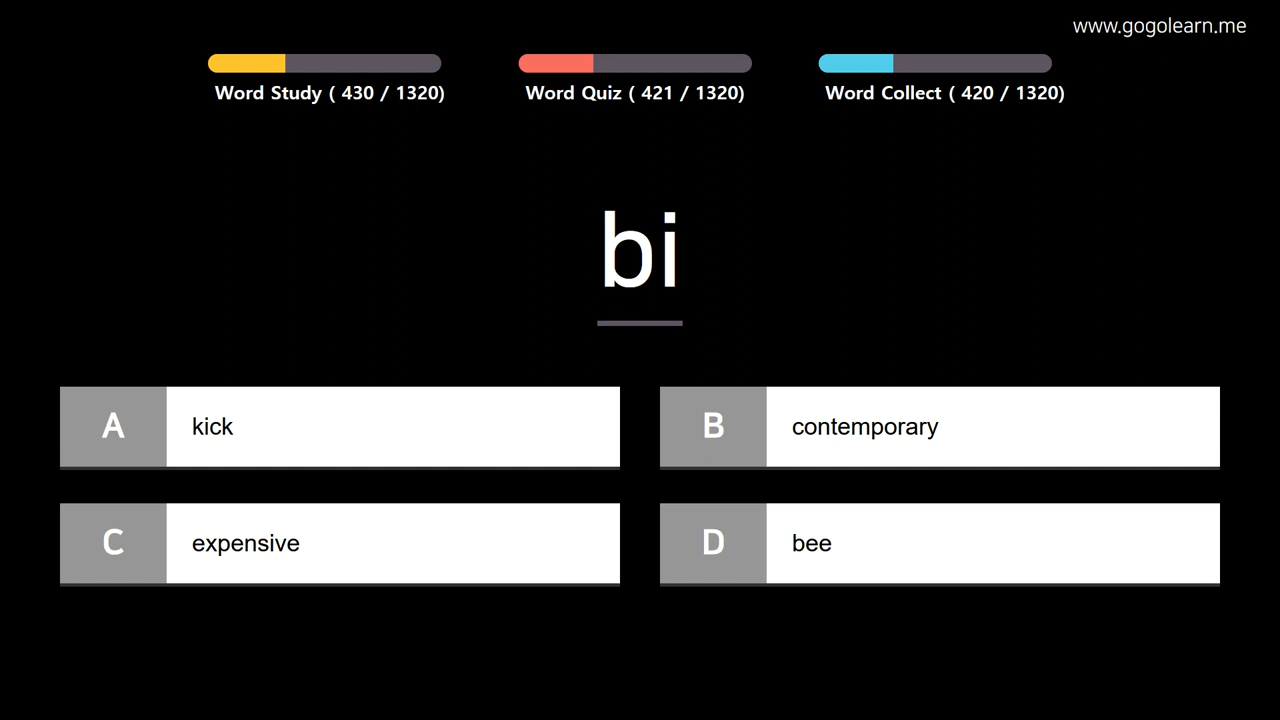 www.gogolearn.me
Word Study ( 430 / 1320)
Word Quiz ( 421 / 1320)
Word Collect ( 420 / 1320)
bi
A kick
B contemporary
C expensive
D bee